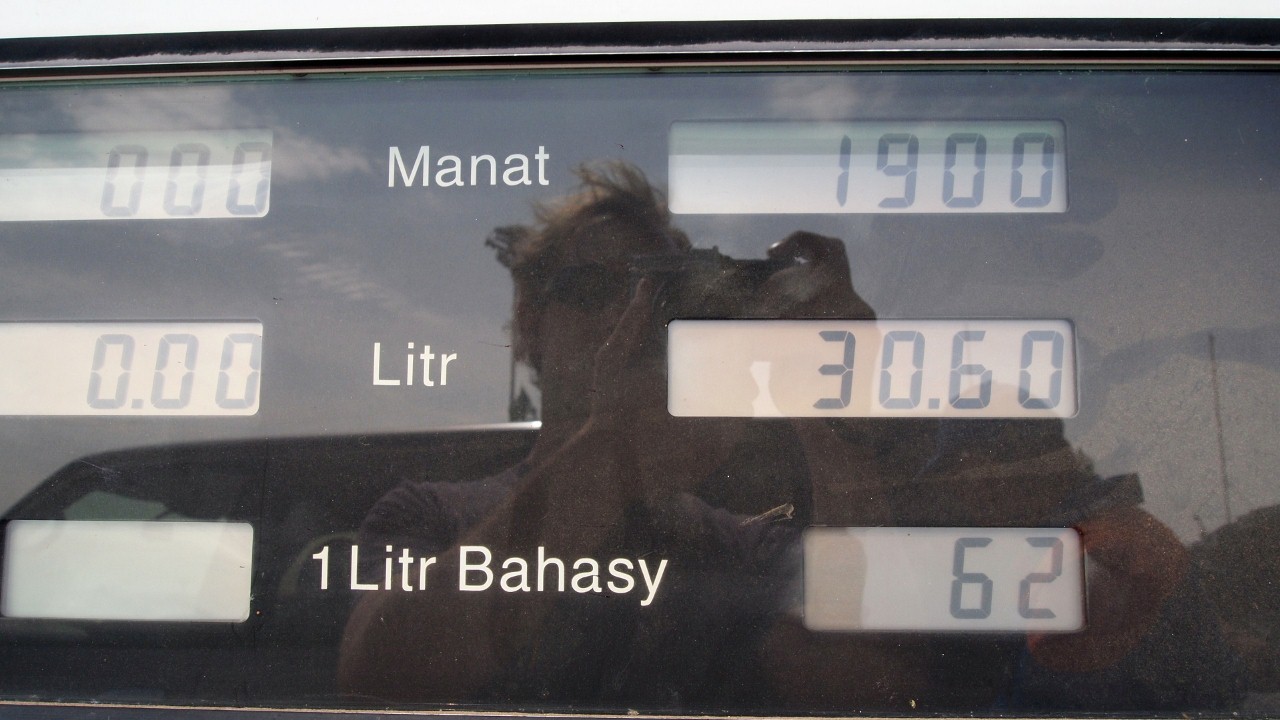 000 Manat 1900
0.00 Litr 30.60
1 Litr Bahasy 62